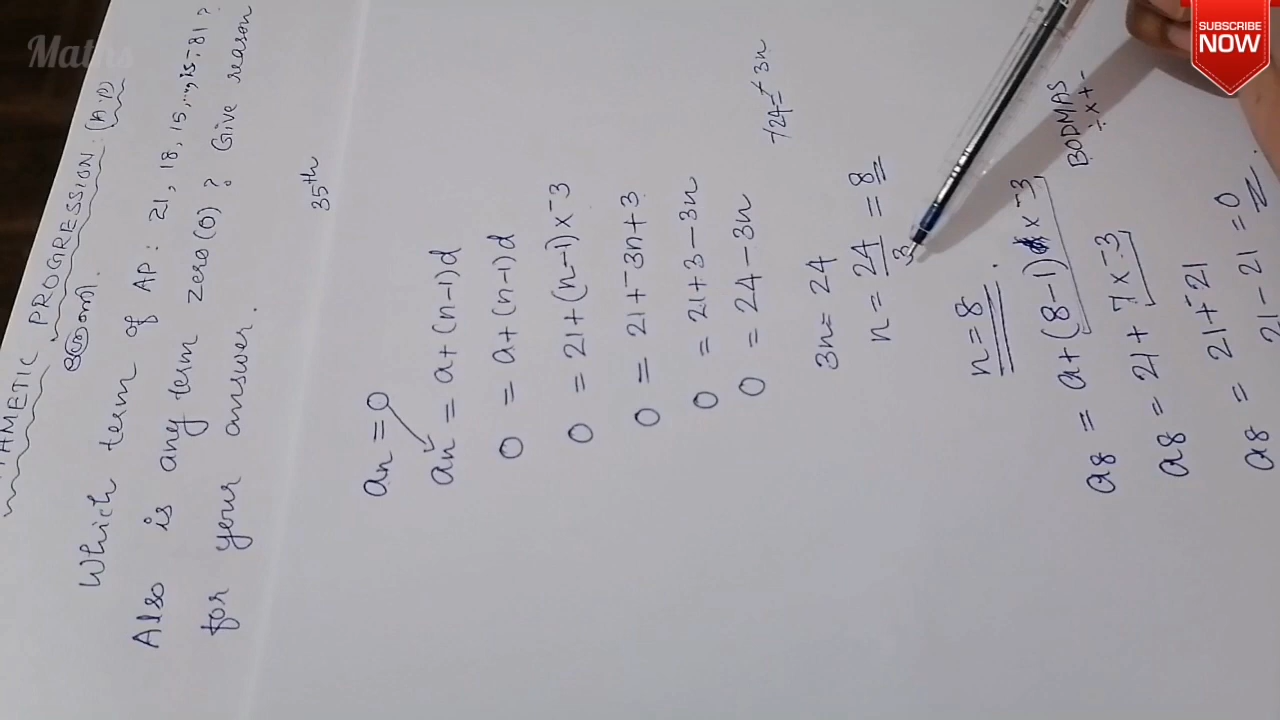 Maths
SUBSCRIBE
NOW
ARITHAMETIC PROGRESSION (A.P)
Which term of AP: 21, 18, 15,..., is -81?
Also is any term zero(0)? Give reason
for your answer.
35th
an = 0
an = a+(n-1)d
0 = a+(n-1)d
0 = 21+(n-1)x-3
0 = 21+-3n+3
0 = 21+3-3n
0 = 24-3n
-24=-3n
3n = 24
n = 24/3 = 8
n = 8
a8 = a+(8-1)x-3
BODMAS
÷x+-
a8 = 21+7x-3
a8 = 21+-21
a8 = 21-21 = 0